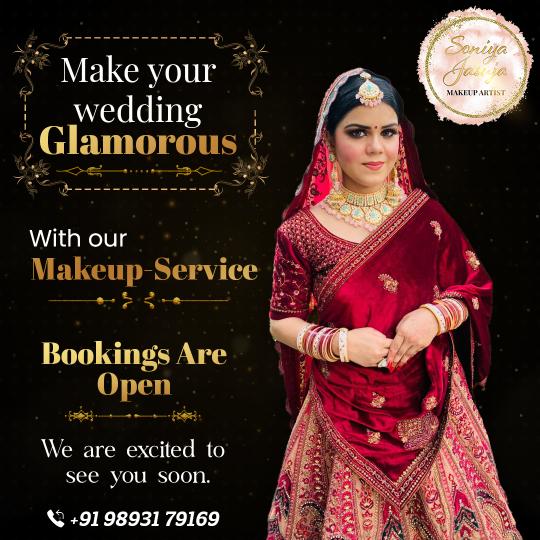 Make your
wedding
Glamorous
With our
Makeup-Service
Bookings Are
Open
We are excited to
see you soon.
+91 98931 79169
Soniya
Jasuja
MAKEUP ARTIST